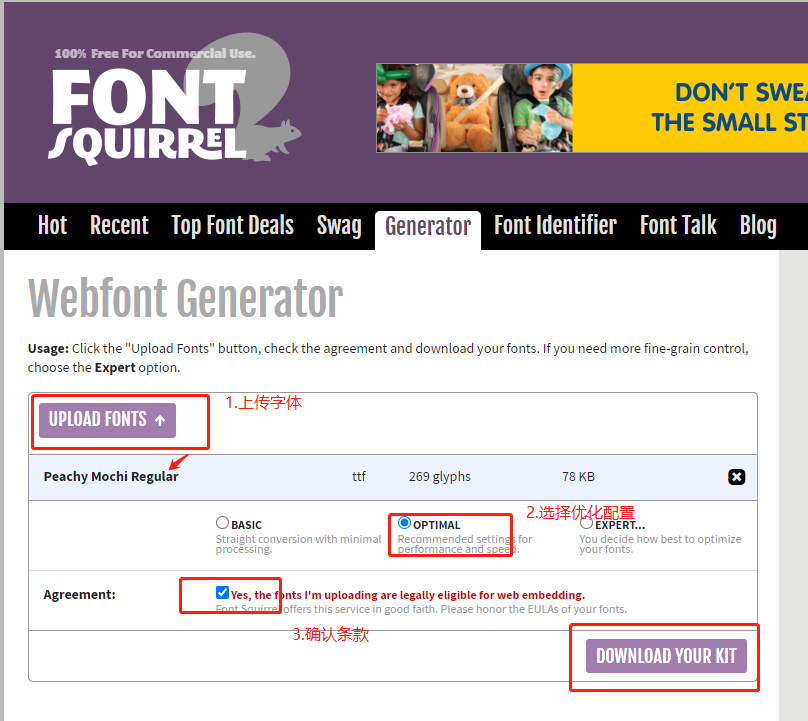 100% Free For Commercial Use.
FONT
SQUIRREL
DON'T SWEA
THE SMALL ST
Hot Recent Top Font Deals Swag Generator Font Identifier Font Talk Blog
Webfont Generator
Usage: Click the "Upload Fonts" button, check the agreement and download your fonts. If you need more fine-grain control,
choose the Expert option.
UPLOAD FONTS
1.上传字体
Peachy Mochi Regular ttf 269 glyphs 78 KB
2.选择优化配置
BASIC
Straight conversion with minimal
processing.
OPTIMAL
Recommended settings for
performance and speed.
EXPERT...
You decide how best to optimize
your fonts.
Agreement:
Yes, the fonts I'm uploading are legally eligible for web embedding.
Font Squirrel offers this service in good faith. Please honor the EULAs of your fonts.
3.确认条款
DOWNLOAD YOUR KIT